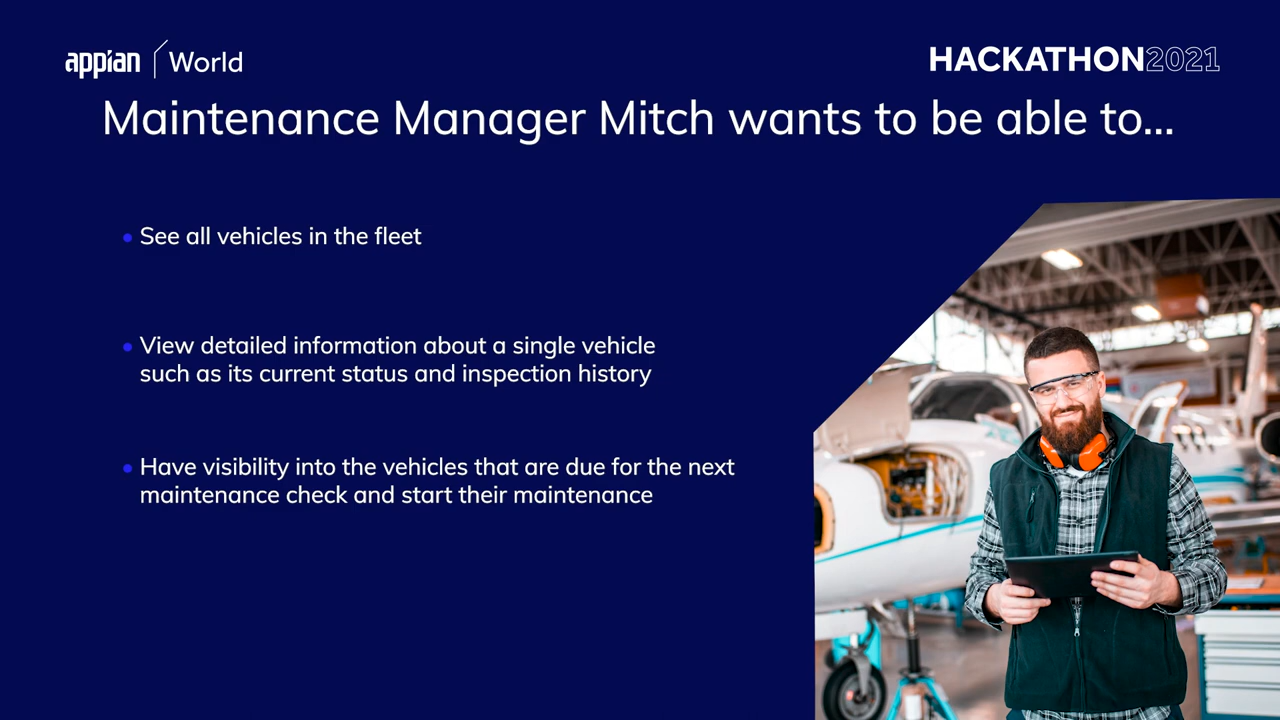 appian World
HACKATHON2021
Maintenance Manager Mitch wants to be able to...
• See all vehicles in the fleet
• View detailed information about a single vehicle
such as its current status and inspection history
• Have visibility into the vehicles that are due for the next
maintenance check and start their maintenance